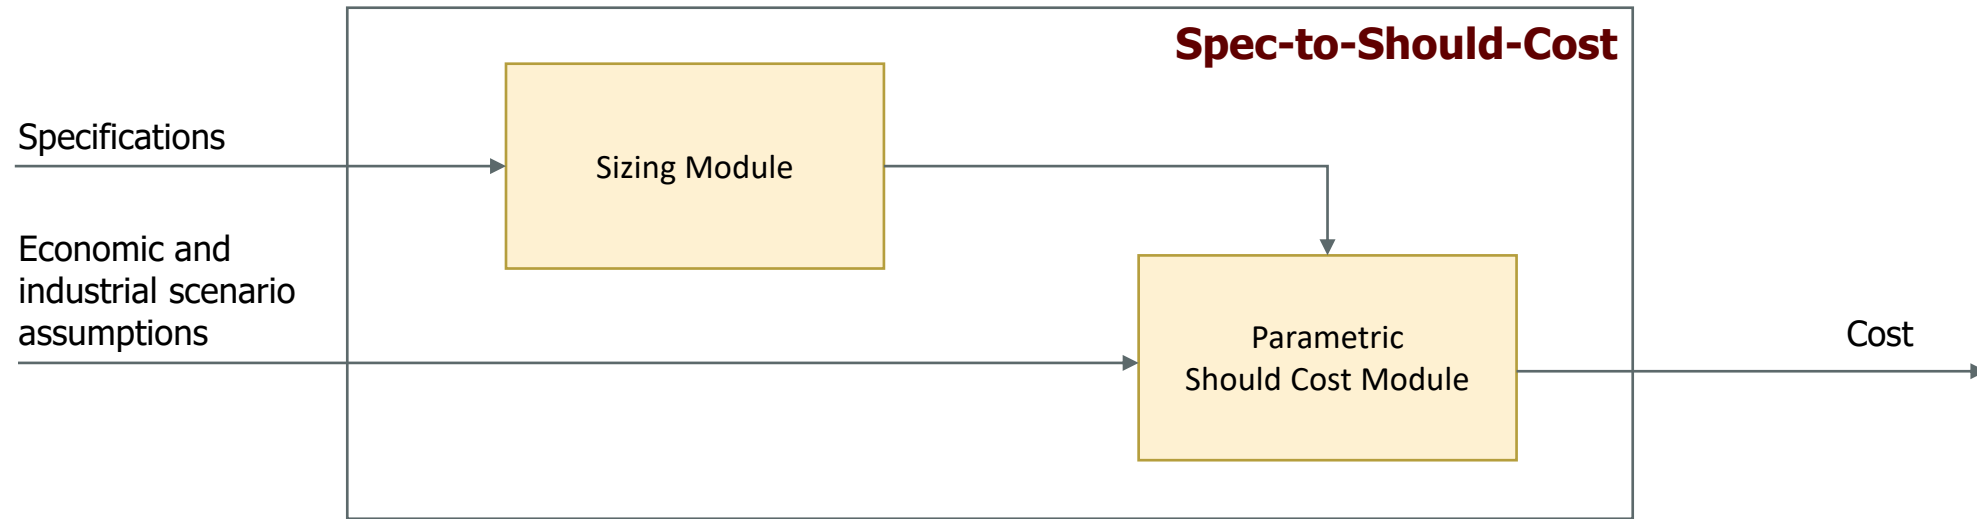 Spec-to-Should-Cost
Specifications
Sizing Module
Economic and
industrial scenario
assumptions
Parametric
Should Cost Module
Cost